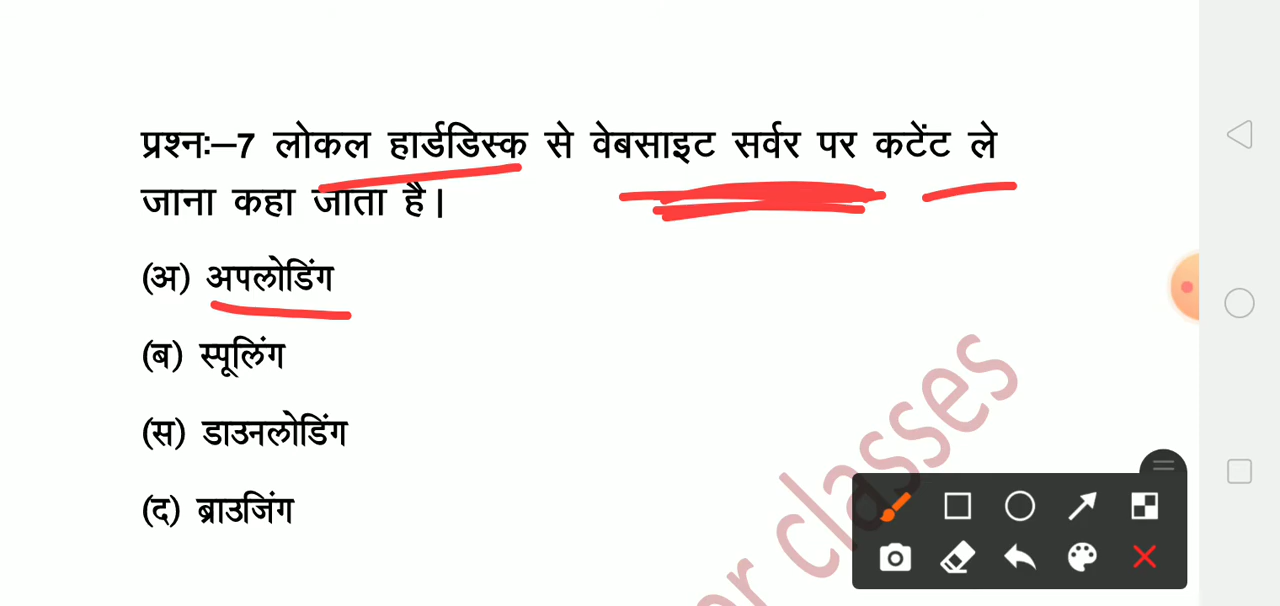 प्रश्नः–7 लोकल हार्डडिस्क से वेबसाइट सर्वर पर कटेंट ले
जाना कहा जाता है।
(अ) अपलोडिंग
(ब) स्पूलिंग
(स) डाउनलोडिंग
(द) ब्राउजिंग
classes